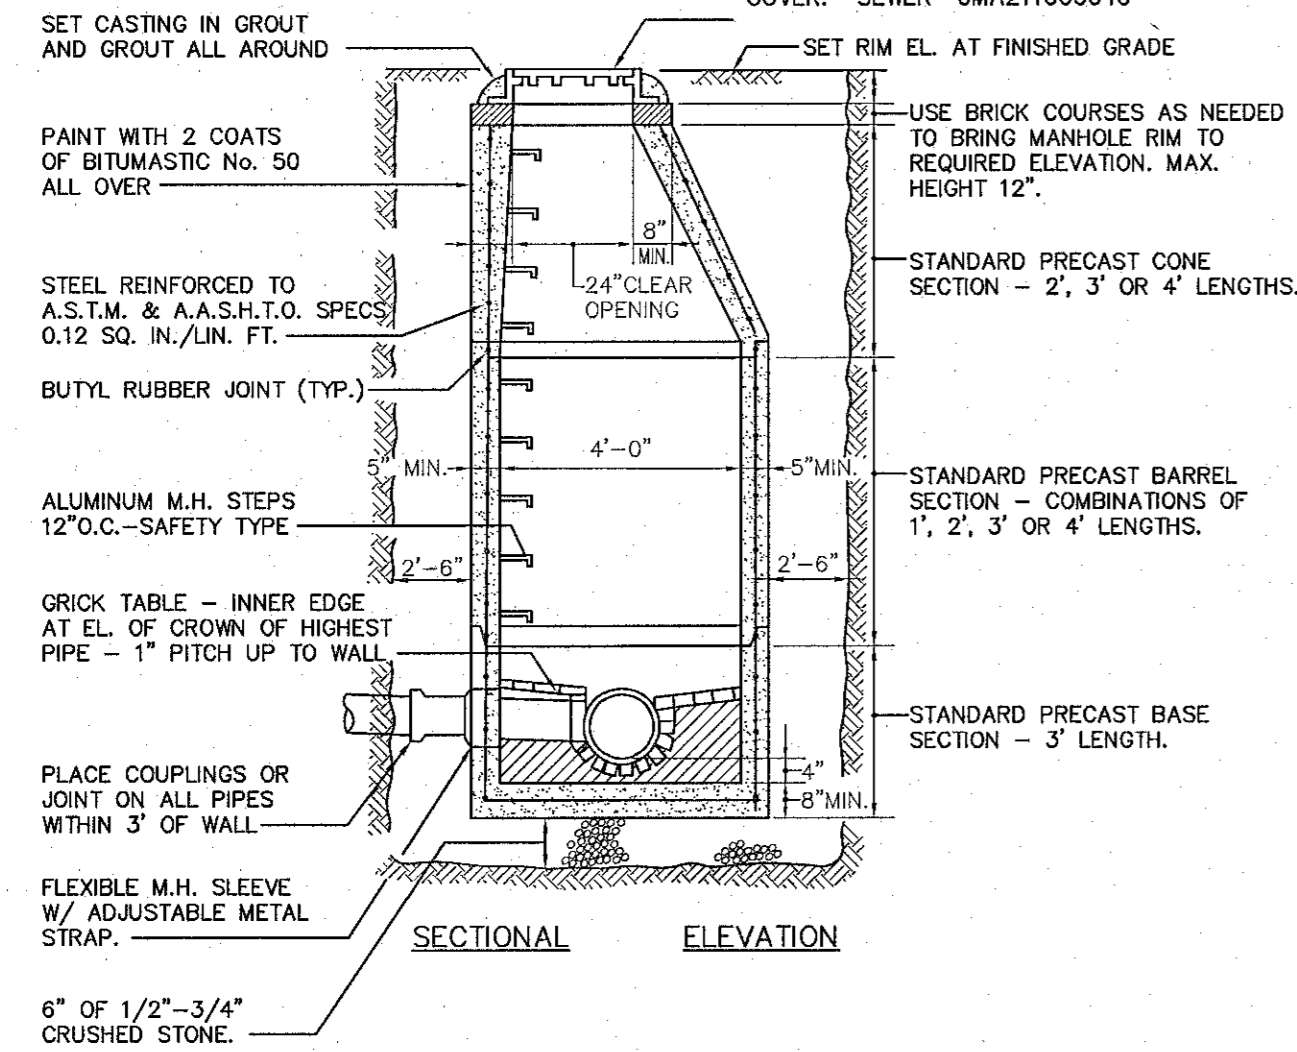 SET CASTING IN GROUT
AND GROUT ALL AROUND
SET RIM EL. AT FINISHED GRADE
PAINT WITH 2 COATS
OF BITUMASTIC No. 50
ALL OVER
USE BRICK COURSES AS NEEDED
TO BRING MANHOLE RIM TO
REQUIRED ELEVATION. MAX.
HEIGHT 12".
8"
MIN.
24"CLEAR
OPENING
STANDARD PRECAST CONE
SECTION – 2', 3' OR 4' LENGTHS.
STEEL REINFORCED TO
A.S.T.M. & A.A.S.H.T.O. SPECS
0.12 SQ. IN./LIN. FT.
BUTYL RUBBER JOINT (TYP.)
5" MIN.
4'–0"
5"MIN.
ALUMINUM M.H. STEPS
12"O.C.–SAFETY TYPE
STANDARD PRECAST BARREL
SECTION – COMBINATIONS OF
1', 2', 3' OR 4' LENGTHS.
2'–6"
2'–6"
GRICK TABLE – INNER EDGE
AT EL. OF CROWN OF HIGHEST
PIPE – 1" PITCH UP TO WALL
STANDARD PRECAST BASE
SECTION – 3' LENGTH.
4"
8"MIN.
PLACE COUPLINGS OR
JOINT ON ALL PIPES
WITHIN 3' OF WALL
FLEXIBLE M.H. SLEEVE
W/ ADJUSTABLE METAL
STRAP.
SECTIONAL ELEVATION
6" OF 1/2"–3/4"
CRUSHED STONE.